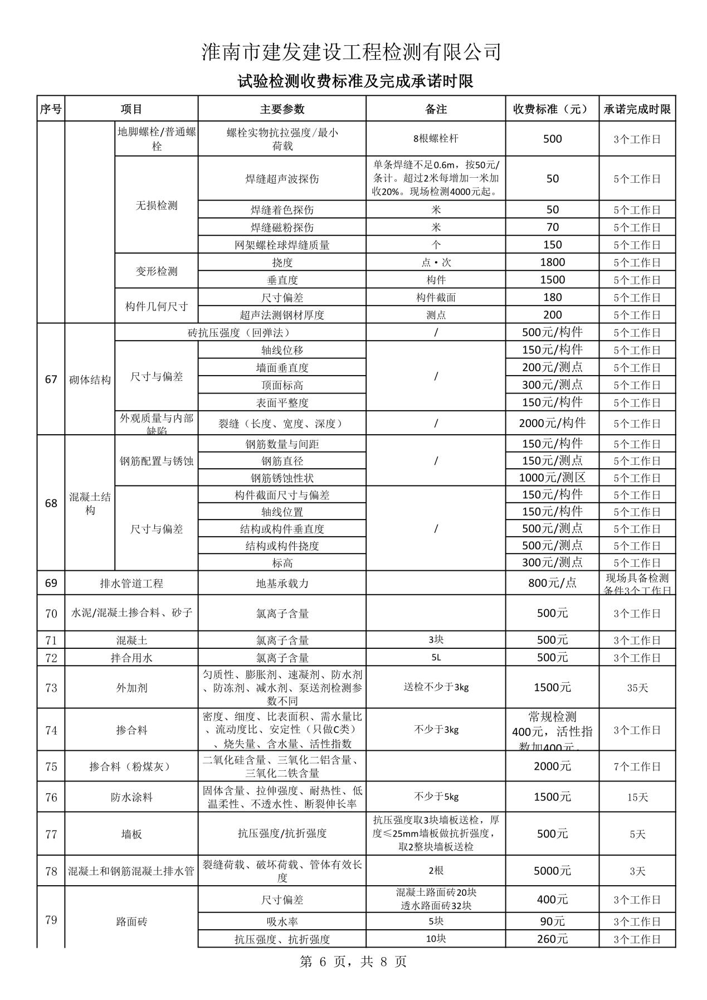 淮南市建发建设工程检测有限公司
试验检测收费标准及完成承诺时限
序号 项目 主要参数 备注 收费标准（元） 承诺完成时限
地脚螺栓/普通螺
栓
螺栓实物抗拉强度/最小
荷载
8根螺栓杆 500 3个工作日
无损检测
焊缝超声波探伤
单条焊缝不足0.6m，按50元/
条计。超过2米每增加一米加
收20%。现场检测4000元起。
50 5个工作日
焊缝着色探伤 米 50 5个工作日
焊缝磁粉探伤 米 70 5个工作日
网架螺栓球焊缝质量 个 150 5个工作日
变形检测
挠度 点·次 1800 5个工作日
垂直度 构件 1500 5个工作日
构件几何尺寸
尺寸偏差 构件截面 180 5个工作日
超声法测钢材厚度 测点 200 5个工作日
67 砌体结构
砖抗压强度（回弹法） / 500元/构件 5个工作日
尺寸与偏差
轴线位移 150元/构件 5个工作日
墙面垂直度 200元/测点 5个工作日
/
顶面标高 300元/测点 5个工作日
表面平整度 150元/构件 5个工作日
外观质量与内部
缺陷
裂缝（长度、宽度、深度） / 2000元/构件 5个工作日
68
混凝土结
构
钢筋配置与锈蚀
钢筋数量与间距 150元/构件 5个工作日
钢筋直径 / 150元/测点 5个工作日
钢筋锈蚀性状 1000元/测区 5个工作日
尺寸与偏差
构件截面尺寸与偏差 150元/构件 5个工作日
轴线位置 150元/构件 5个工作日
结构或构件垂直度 / 500元/测点 5个工作日
结构或构件挠度 500元/测点 5个工作日
标高 300元/测点 5个工作日
69 排水管道工程 地基承载力 800元/点
现场具备检测
条件3个工作日
70 水泥/混凝土掺合料、砂子 氯离子含量 500元 3个工作日
71 混凝土 氯离子含量 3块 500元 3个工作日
72 拌合用水 氯离子含量 5L 500元 3个工作日
73 外加剂
匀质性、膨胀剂、速凝剂、防水剂
、防冻剂、减水剂、泵送剂检测参
数不同
送检不少于3kg 1500元 35天
74 掺合料
密度、细度、比表面积、需水量比
、流动度比、安定性（只做C类）
、烧失量、含水量、活性指数
不少于3kg
常规检测
400元，活性指
数加400元。
3个工作日
75 掺合料（粉煤灰）
二氧化硅含量、三氧化二铝含量、
三氧化二铁含量
2000元 7个工作日
76 防水涂料
固体含量、拉伸强度、耐热性、低
温柔性、不透水性、断裂伸长率
不少于5kg 1500元 15天
77 墙板 抗压强度/抗折强度
抗压强度取3块墙板送检，厚
度≤25mm墙板做抗折强度，
取2整块墙板送检
500元 5天
78 混凝土和钢筋混凝土排水管
裂缝荷载、破坏荷载、管体有效长
度
2根 5000元 3天
79 路面砖
尺寸偏差
混凝土路面砖20块
透水路面砖32块
400元 3个工作日
吸水率 5块 90元 3个工作日
抗压强度、抗折强度 10块 260元 3个工作日
第 6 页，共 8 页